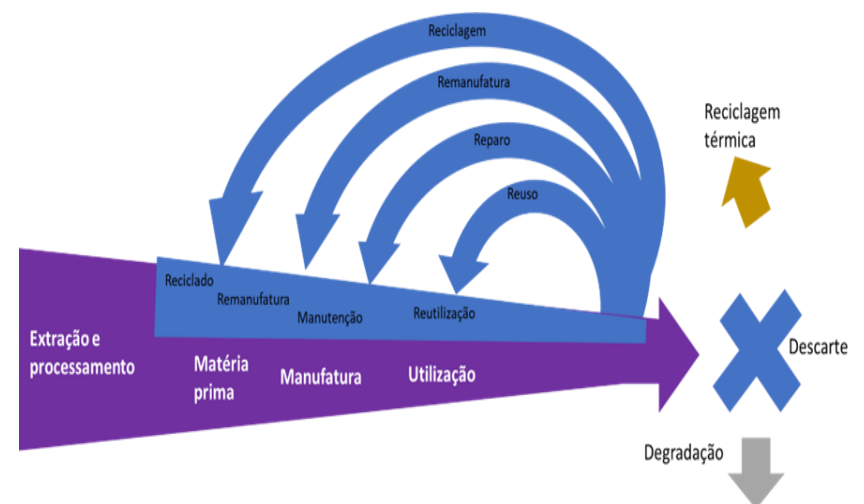 Reciclagem
Remanufatura
Reparo
Reuso
Reciclagem
térmica
Reciclado
Remanufatura
Manutenção
Reutilização
Extração e
processamento
Matéria
prima
Manufatura
Utilização
Descarte
Degradação